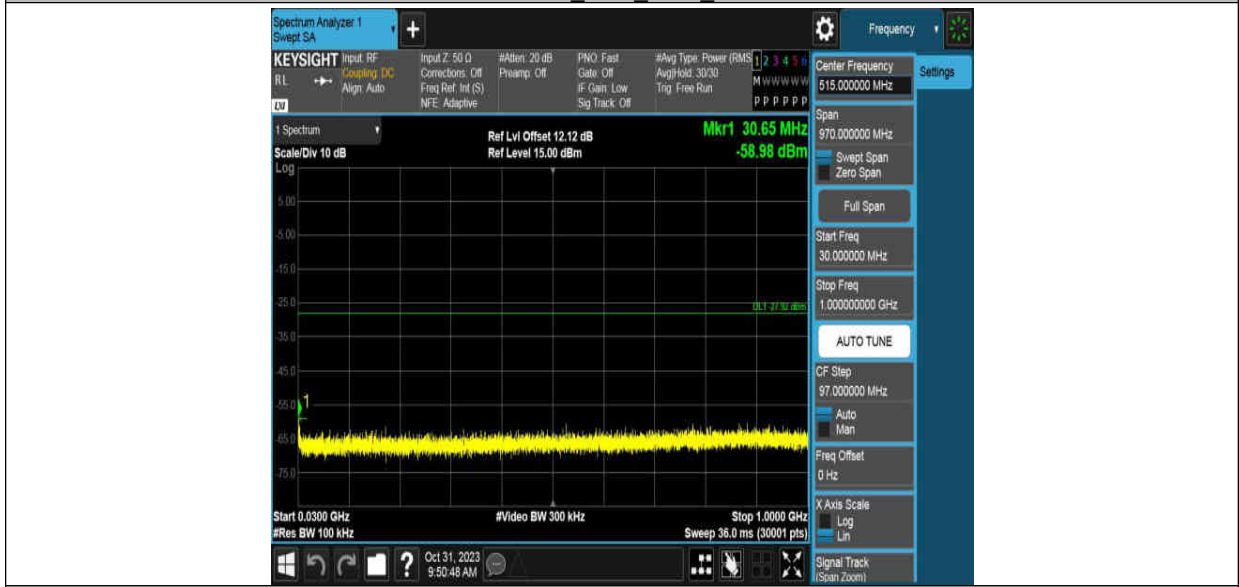 Spectrum Analyzer 1
Swept SA
+
Frequency
KEYSIGHT
RL
Input: RF
Coupling: DC
Align: Auto
Input Z: 50 Ω
Corrections: Off
Freq Ref: Int (S)
NFE: Adaptive
#Atten: 20 dB
Preamp: Off
PNO: Fast
Gate: Off
IF Gain: Low
Sig Track: Off
#Avg Type: Power (RMS
Avg|Hold: 30/30
Trig: Free Run
1 2 3 4 5 6
M W W W W W
P P P P P P
1 Spectrum
Scale/Div 10 dB
Log
Ref Lvl Offset 12.12 dB
Ref Level 15.00 dBm
Mkr1 30.65 MHz
-58.98 dBm
5.00
-5.00
-15.0
-25.0
DL1 -27.92 dBm
-35.0
-45.0
-55.0
1
-65.0
-75.0
Start 0.0300 GHz
#Res BW 100 kHz
#Video BW 300 kHz
Stop 1.0000 GHz
Sweep 36.0 ms (30001 pts)
?
Oct 31, 2023
9:50:48 AM
Center Frequency
515.000000 MHz
Settings
Span
970.000000 MHz
Swept Span
Zero Span
Full Span
Start Freq
30.000000 MHz
Stop Freq
1.000000000 GHz
AUTO TUNE
CF Step
97.000000 MHz
Auto
Man
Freq Offset
0 Hz
X Axis Scale
Log
Lin
Signal Track
(Span Zoom)